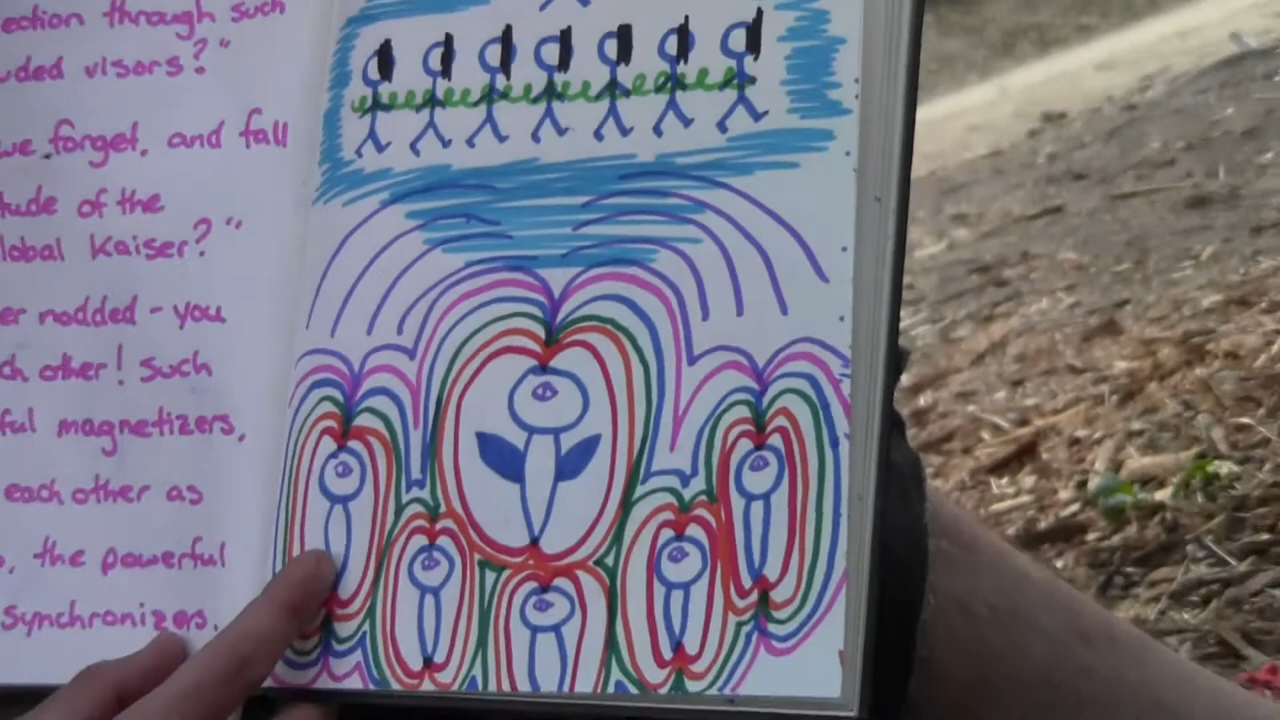 ection through such
uded visors?"
we forget, and fall
tude of the
lobal Kaiser?"
er nodded - you
ch other! Such
ful magnetizers,
each other as
, the powerful
synchronizers.